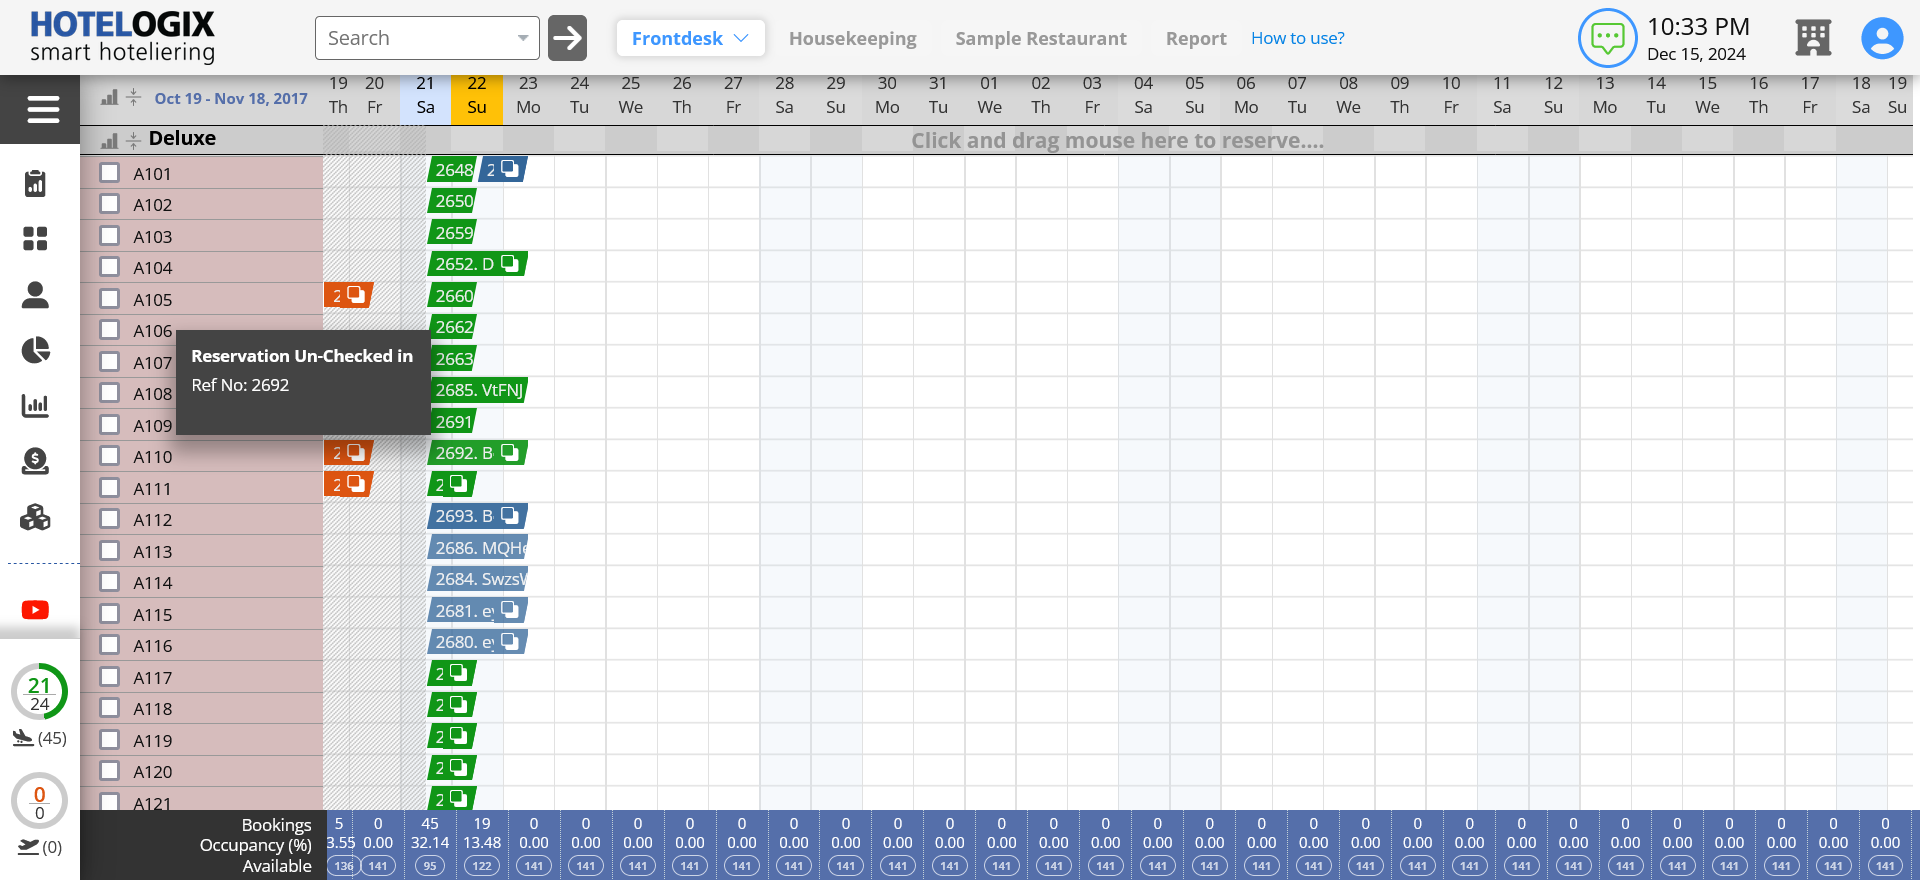 HOTELOGIX
smart hoteliering
Search
Frontdesk
Housekeeping
Sample Restaurant
Report
How to use?
10:33 PM
Dec 15, 2024
Oct 19 - Nov 18, 2017
19 20 21 22 23 24 25 26 27 28 29 30 31 01 02 03 04 05 06 07 08 09 10 11 12 13 14 15 16 17 18 19
Th Fr Sa Su Mo Tu We Th Fr Sa Su Mo Tu We Th Fr Sa Su Mo Tu We Th Fr Sa Su Mo Tu We Th Fr Sa Su
Deluxe
Click and drag mouse here to reserve....
A101 2648 2
A102 2650
A103 2659
A104 2652. D
A105 2 2660
A106 2662
Reservation Un-Checked in
Ref No: 2692
A107 2663
A108 2685. VtFNJ
A109 2691
A110 2 2692. B
A111 2 2
A112 2693. B
A113 2686. MQHe
A114 2684. SwzsW
A115 2681. ey
A116 2680. ey
A117 2
A118 2
A119 2
A120 2
A121 2
21
24
(45)
0
0
(0)
Bookings 5 0 45 19 0 0 0 0 0 0 0 0 0 0 0 0 0 0 0 0 0 0 0 0 0 0 0 0 0 0 0
Occupancy (%) 3.55 0.00 32.14 13.48 0.00 0.00 0.00 0.00 0.00 0.00 0.00 0.00 0.00 0.00 0.00 0.00 0.00 0.00 0.00 0.00 0.00 0.00 0.00 0.00 0.00 0.00 0.00 0.00 0.00 0.00 0.00
Available 136 141 95 122 141 141 141 141 141 141 141 141 141 141 141 141 141 141 141 141 141 141 141 141 141 141 141 141 141 141 141